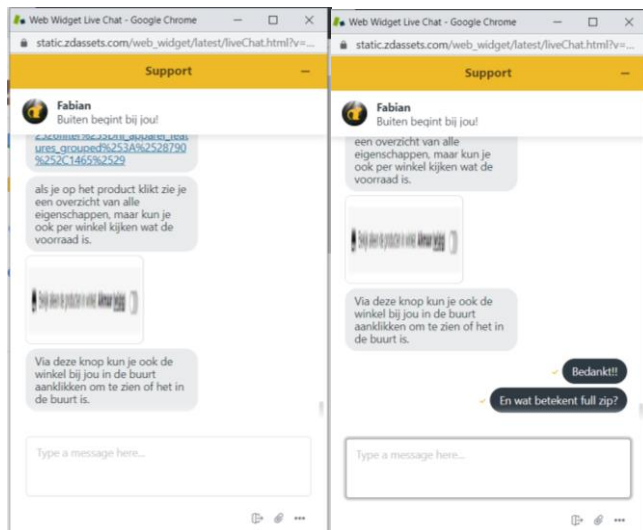 Web Widget Live Chat - Google Chrome
static.zdassets.com/web_widget/latest/liveChat.html?v=...
Support
Fabian
Buiten begint bij jou!
ures_grouped%253A%2528790
%252C1465%2529
als je op het product klikt zie je
een overzicht van alle
eigenschappen, maar kun je
ook per winkel kijken wat de
voorraad is.
Via deze knop kun je ook de
winkel bij jou in de buurt
aanklikken om te zien of het in
de buurt is.
Type a message here...
Web Widget Live Chat - Google Chrome
static.zdassets.com/web_widget/latest/liveChat.html?v=...
Support
Fabian
Buiten begint bij jou!
een overzicht van alle
eigenschappen, maar kun je
ook per winkel kijken wat de
voorraad is.
Via deze knop kun je ook de
winkel bij jou in de buurt
aanklikken om te zien of het in
de buurt is.
Bedankt!!
En wat betekent full zip?
Type a message here...